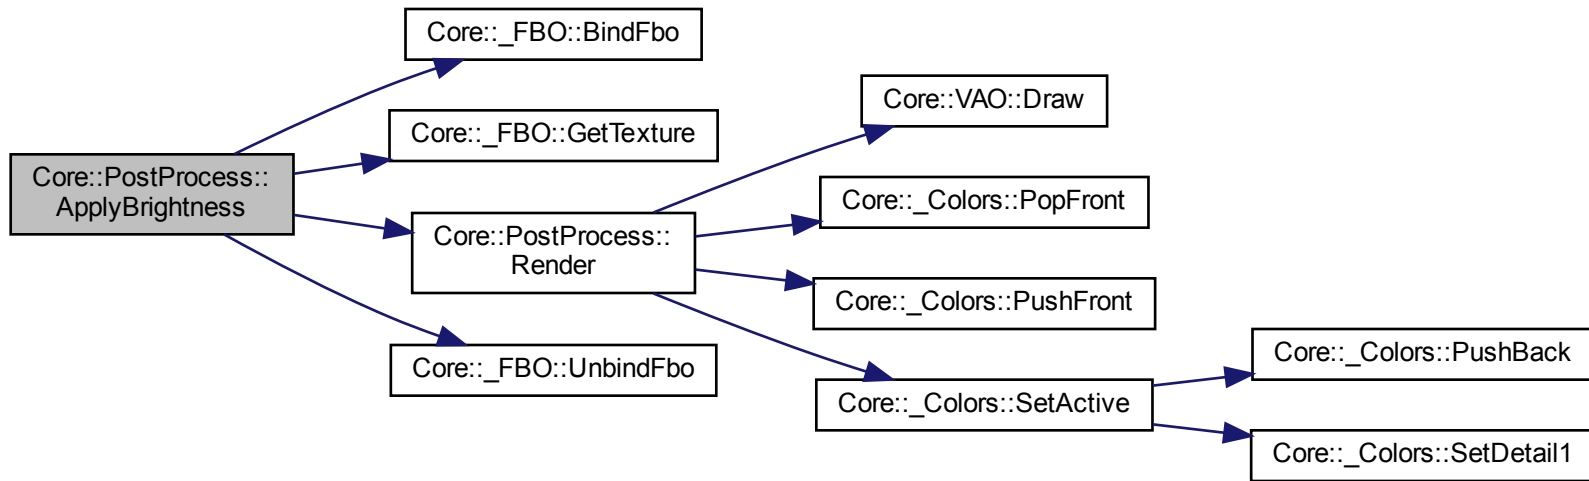 Core::_FBO::BindFbo
Core::_FBO::GetTexture
Core::PostProcess::
ApplyBrightness
Core::PostProcess::
Render
Core::_FBO::UnbindFbo
Core::VAO::Draw
Core::_Colors::PopFront
Core::_Colors::PushFront
Core::_Colors::SetActive
Core::_Colors::PushBack
Core::_Colors::SetDetail1